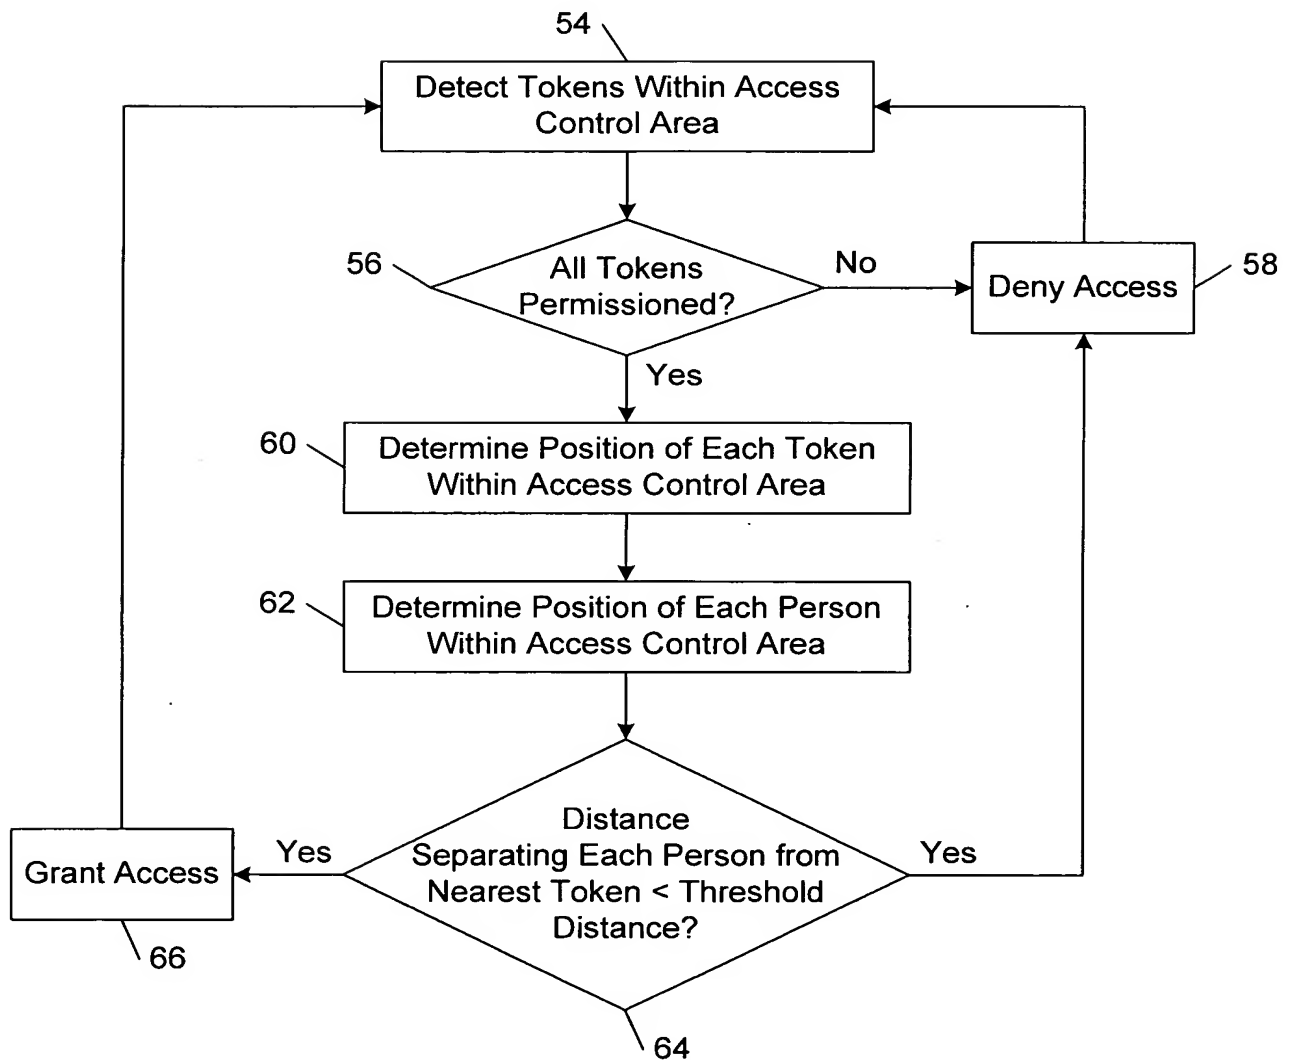 54
Detect Tokens Within Access
Control Area
56
All Tokens
Permissioned?
No
Deny Access
58
Yes
60
Determine Position of Each Token
Within Access Control Area
62
Determine Position of Each Person
Within Access Control Area
Distance
Separating Each Person from
Nearest Token < Threshold
Distance?
Yes
Yes
Grant Access
66
64